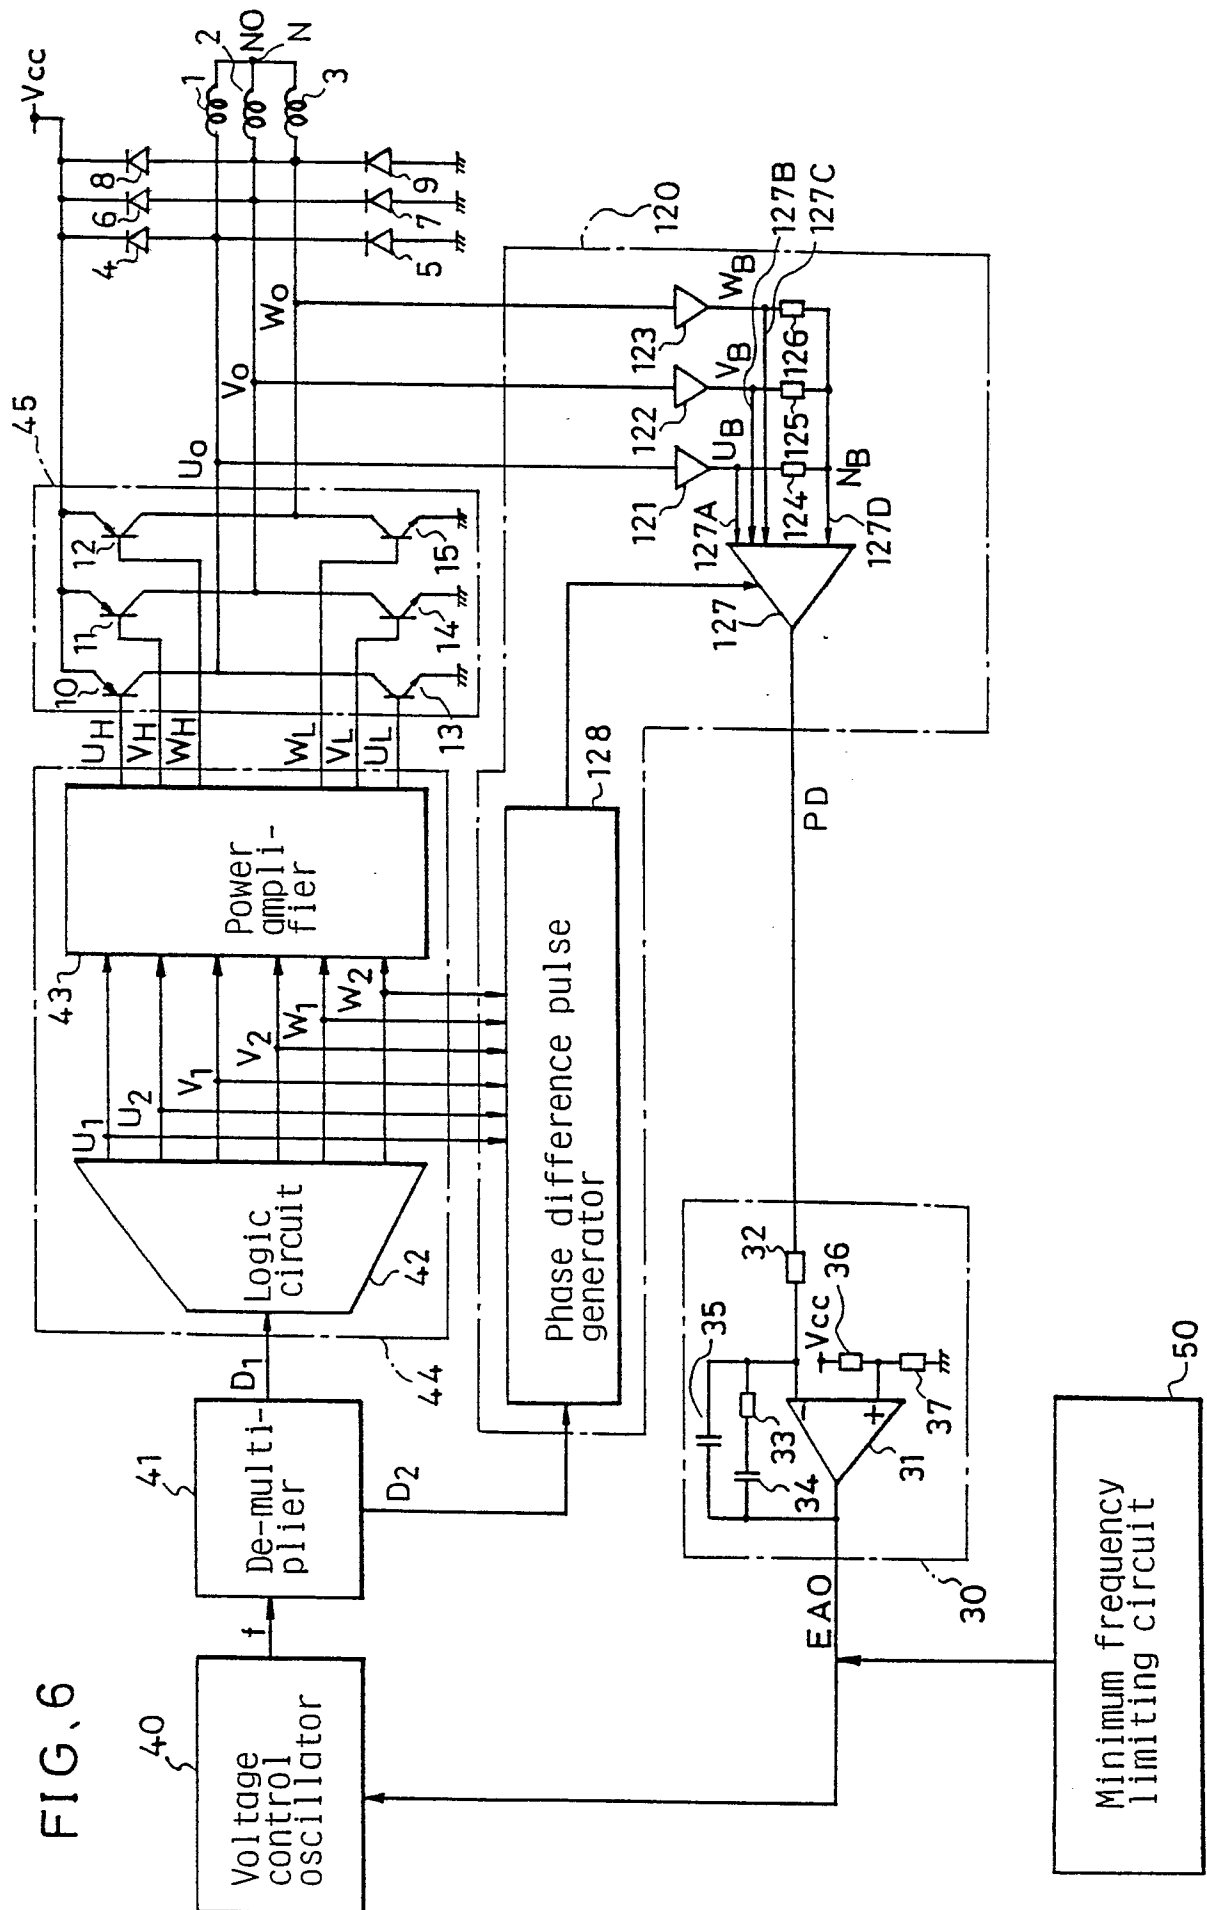 FIG. 6
40
Voltage
control
oscillator
f
41
De-multi-
plier
D1
D2
44
42
Logic
circuit
U1
U2
V1
V2
W1
W2
43
Power
ampli-
fier
UH
VH
WH
WL
VL
UL
45
10
11
12
13
14
15
Uo
Vo
Wo
4
6
8
5
7
9
Vcc
1
2
3
NO
N
120
121
122
123
UB
VB
WB
127B
127C
127A
124
125
126
NB
127D
127
128
Phase difference pulse
generator
PD
32
35
Vcc
36
33
34
31
37
30
EAO
50
Minimum frequency
limiting circuit